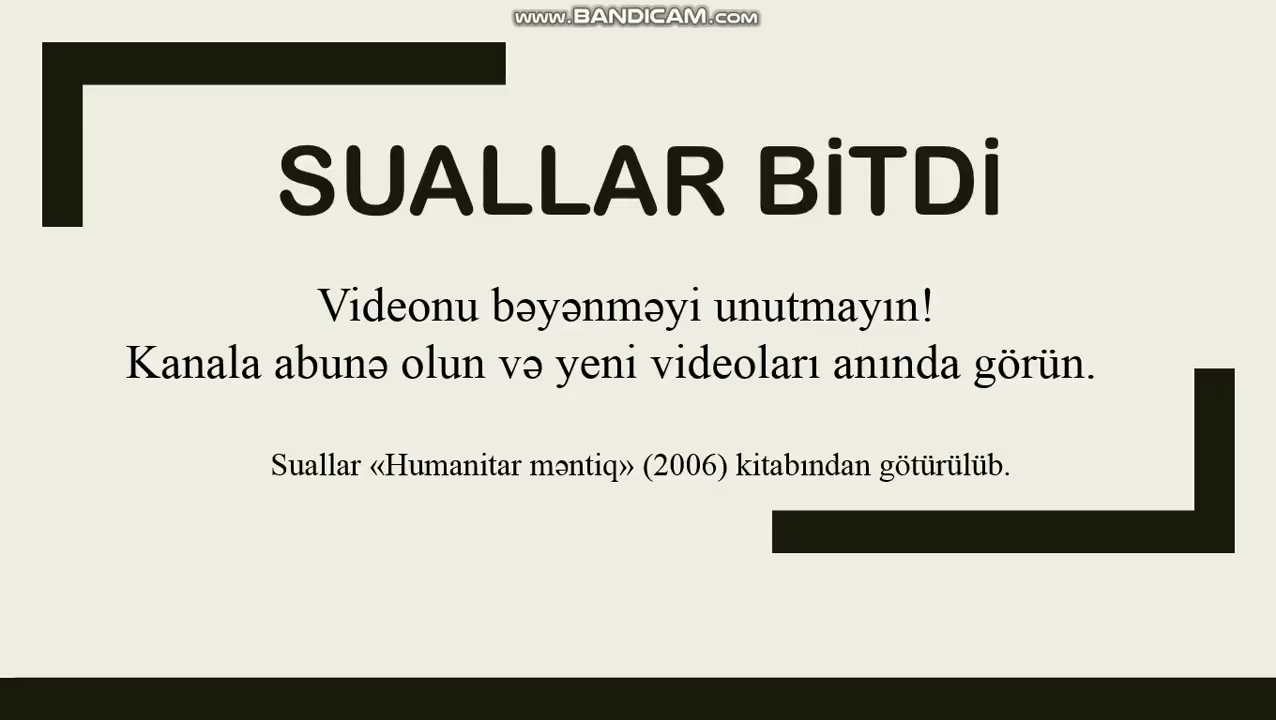 www.BANDICAM.com
SUALLAR BİTDİ
Videonu bəyənməyi unutmayın!
Kanala abunə olun və yeni videoları anında görün.
Suallar «Humanitar məntiq» (2006) kitabından götürülüb.